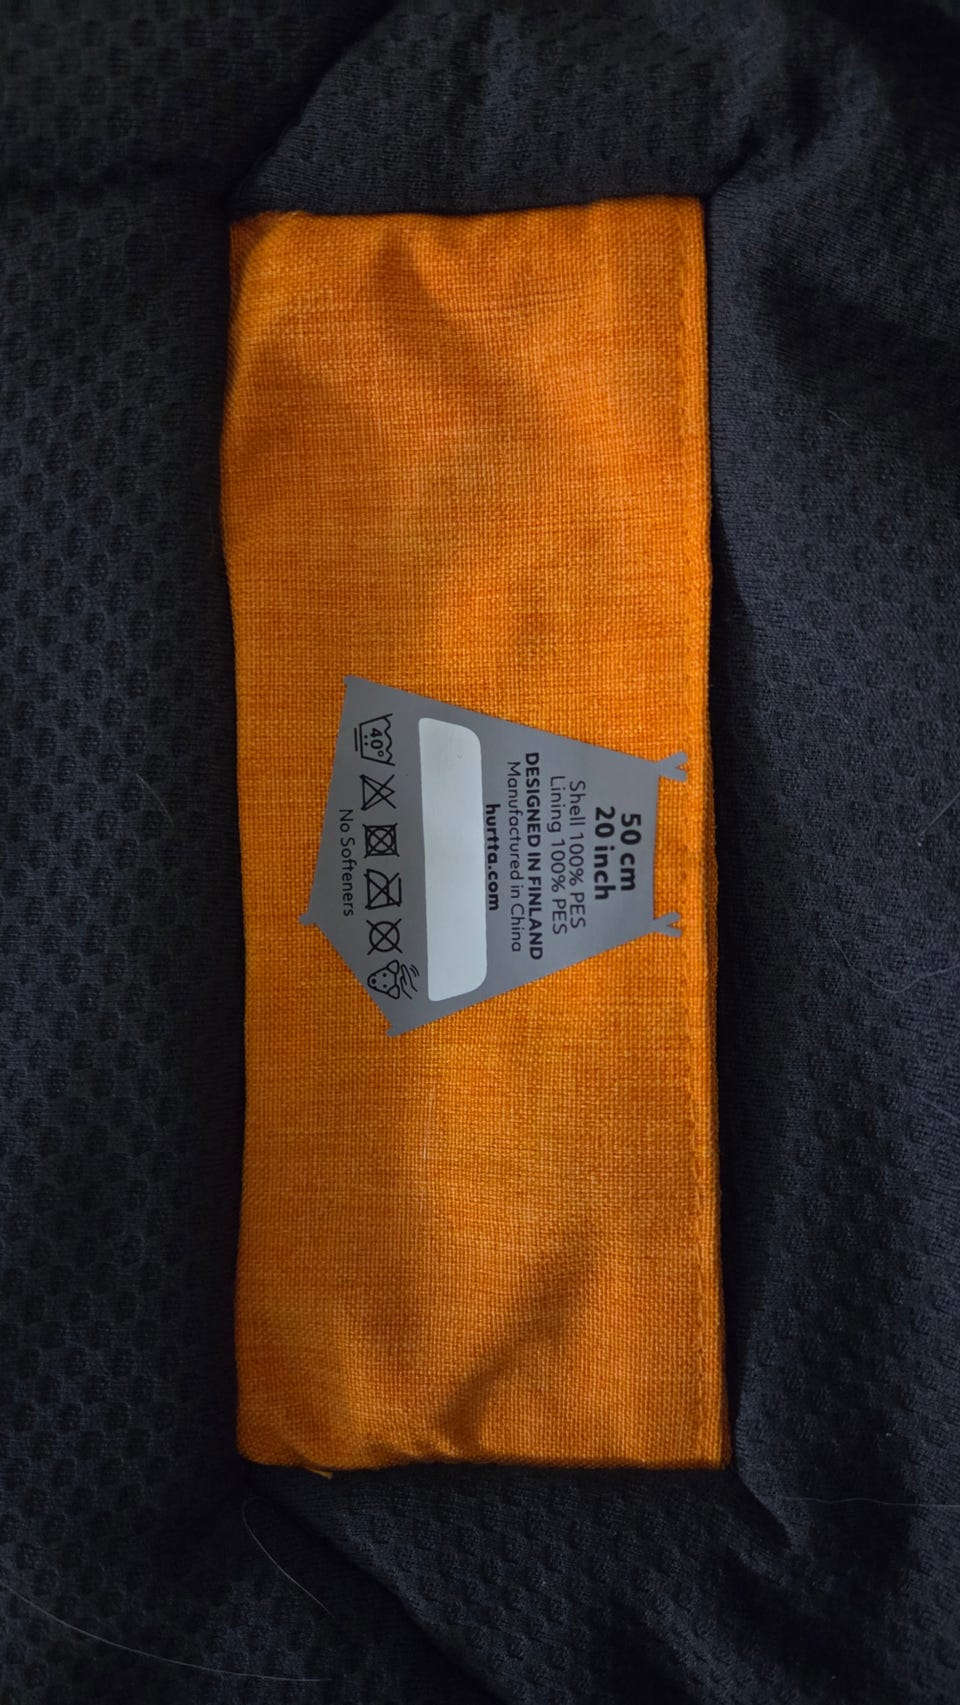 50 cm
20 inch
Shell 100% PES
Lining 100% PES
DESIGNED IN FINLAND
Manufactured in China
hurtta.com
40°
No Softeners